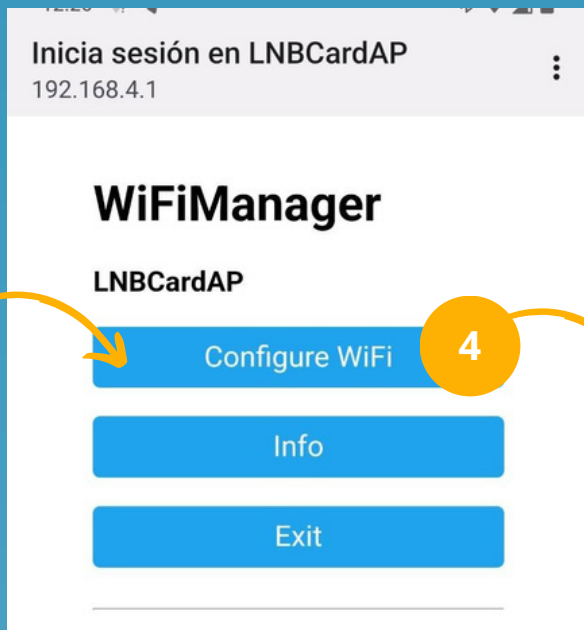 Inicia sesión en LNBCardAP
192.168.4.1
WiFiManager
LNBCardAP
Configure WiFi
4
Info
Exit